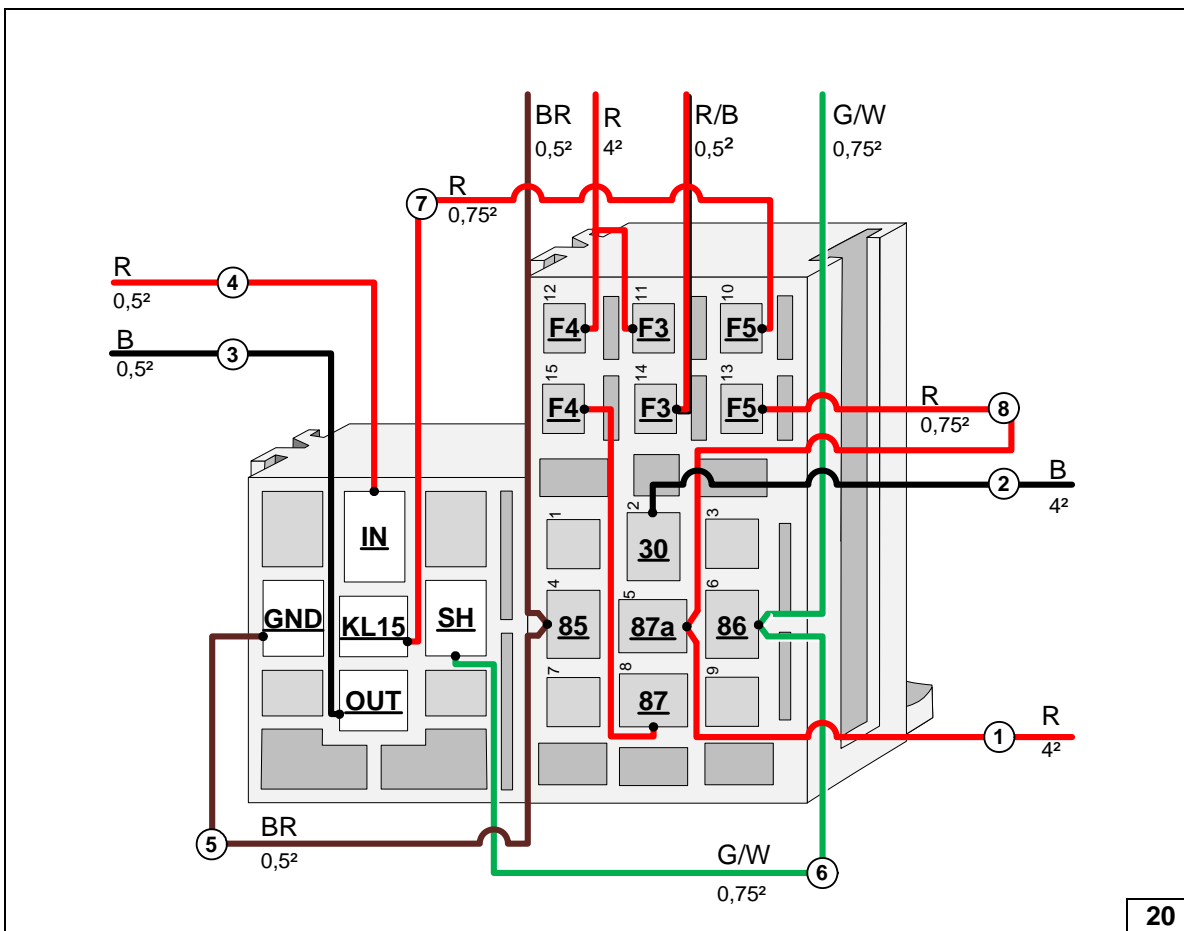 BR R R/B G/W
0,5² 4² 0,5² 0,75²
7 R
0,75²
R 4
0,5²
B 3
0,5²
12 11 10
F4 F3 F5
15 14 13
F4 F3 F5
R 8
0,75²
2 B
4²
1 2 3
IN 30
4 5 6
GND KL15 SH 85 87a 86
7 8 9
OUT 87
1 R
4²
5 BR
0,5²
G/W 6
0,75²
20